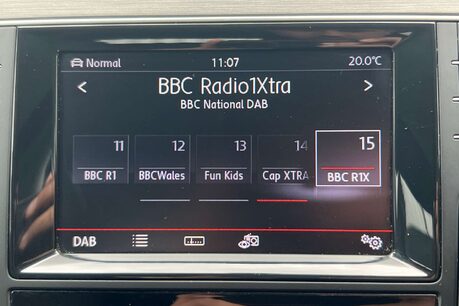 Normal 11:07 20.0°C
BBC Radio1Xtra
BBC National DAB
11 12 13 14 15
BBC R1 BBCWales Fun Kids Cap XTRA BBC R1X
DAB